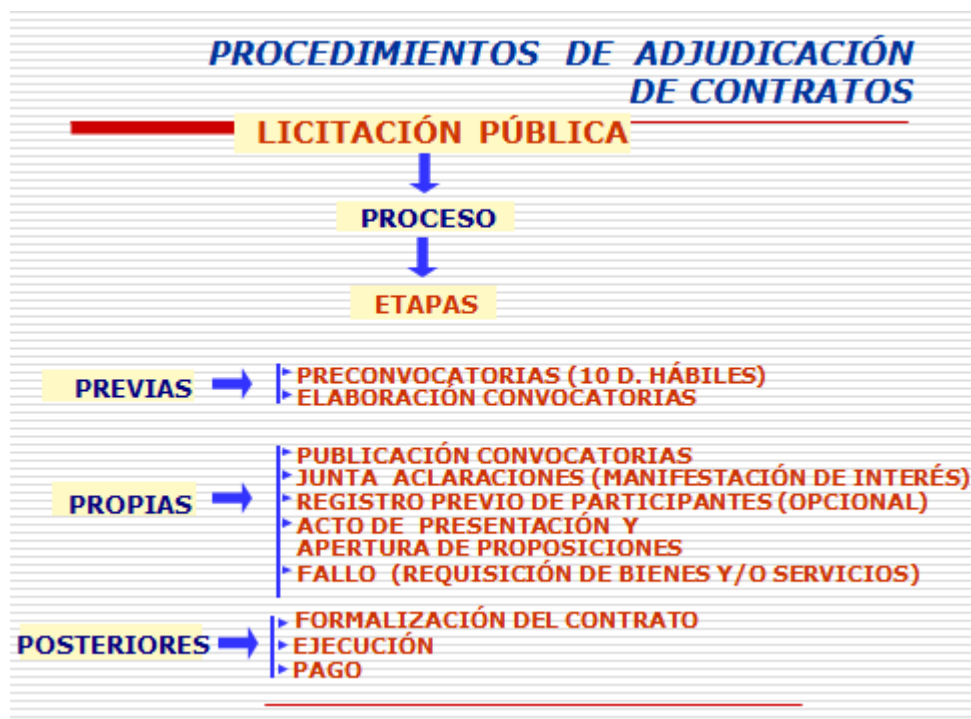 PROCEDIMIENTOS DE ADJUDICACIÓN
DE CONTRATOS
LICITACIÓN PÚBLICA
PROCESO
ETAPAS
PREVIAS
PRECONVOCATORIAS (10 D. HÁBILES)
ELABORACIÓN CONVOCATORIAS
PROPIAS
PUBLICACIÓN CONVOCATORIAS
JUNTA ACLARACIONES (MANIFESTACIÓN DE INTERÉS)
REGISTRO PREVIO DE PARTICIPANTES (OPCIONAL)
ACTO DE PRESENTACIÓN Y
APERTURA DE PROPOSICIONES
FALLO (REQUISICIÓN DE BIENES Y/O SERVICIOS)
POSTERIORES
FORMALIZACIÓN DEL CONTRATO
EJECUCIÓN
PAGO